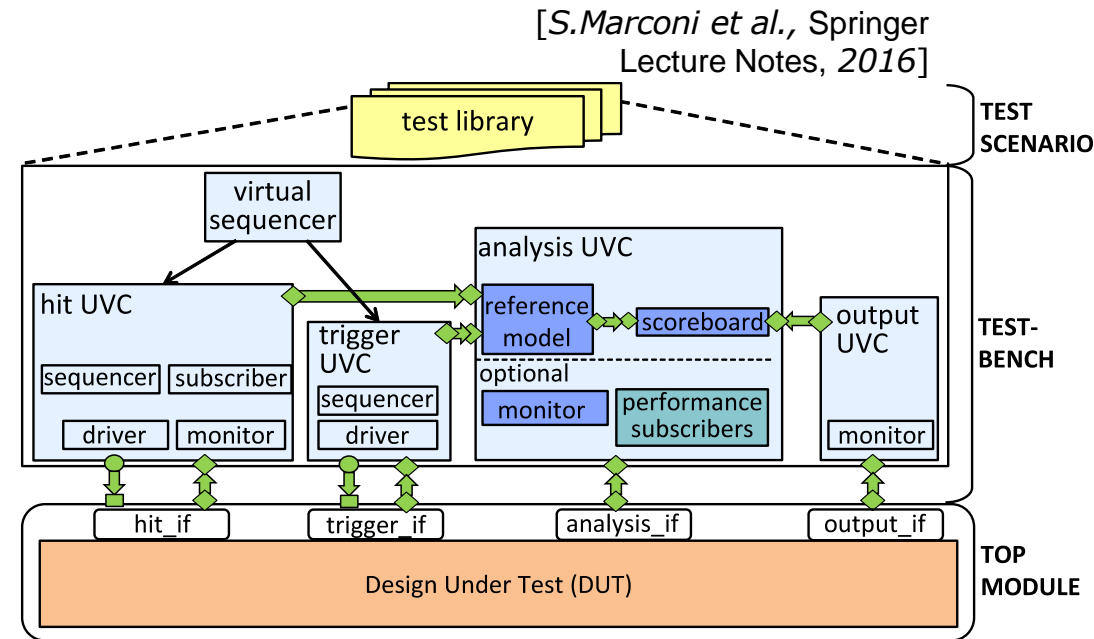 [S.Marconi et al., Springer
Lecture Notes, 2016]
test library
TEST
SCENARIO
virtual
sequencer
analysis UVC
hit UVC
reference
model
scoreboard
output
UVC
trigger
UVC
TEST-
BENCH
optional
sequencer
subscriber
sequencer
monitor
performance
subscribers
driver
monitor
driver
monitor
hit_if
trigger_if
analysis_if
output_if
Design Under Test (DUT)
TOP
MODULE